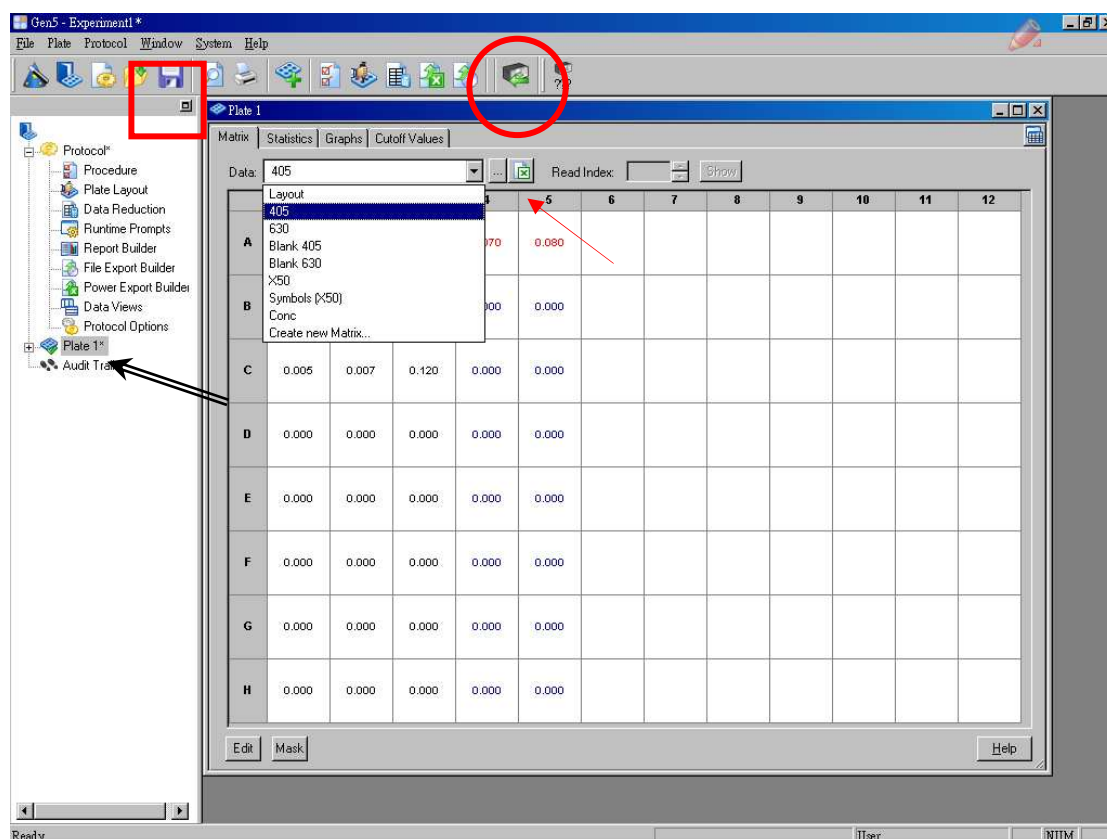 Gen5 - Experiment1 *
File Plate Protocol Window System Help
???
Plate 1
Matrix Statistics Graphs Cutoff Values
Data: 405 ... Read Index: Show
Protocol*
Procedure
Plate Layout
Data Reduction
Runtime Prompts
Report Builder
File Export Builder
Power Export Builder
Data Views
Protocol Options
Plate 1*
Audit Trail
Layout
405
630
Blank 405
Blank 630
X50
Symbols (X50)
Conc
Create new Matrix...
5 6 7 8 9 10 11 12
A 0.080
B 0.000
C 0.005 0.007 0.120 0.000 0.000
D 0.000 0.000 0.000 0.000 0.000
E 0.000 0.000 0.000 0.000 0.000
F 0.000 0.000 0.000 0.000 0.000
G 0.000 0.000 0.000 0.000 0.000
H 0.000 0.000 0.000 0.000 0.000
Edit Mask Help
Ready User NUM